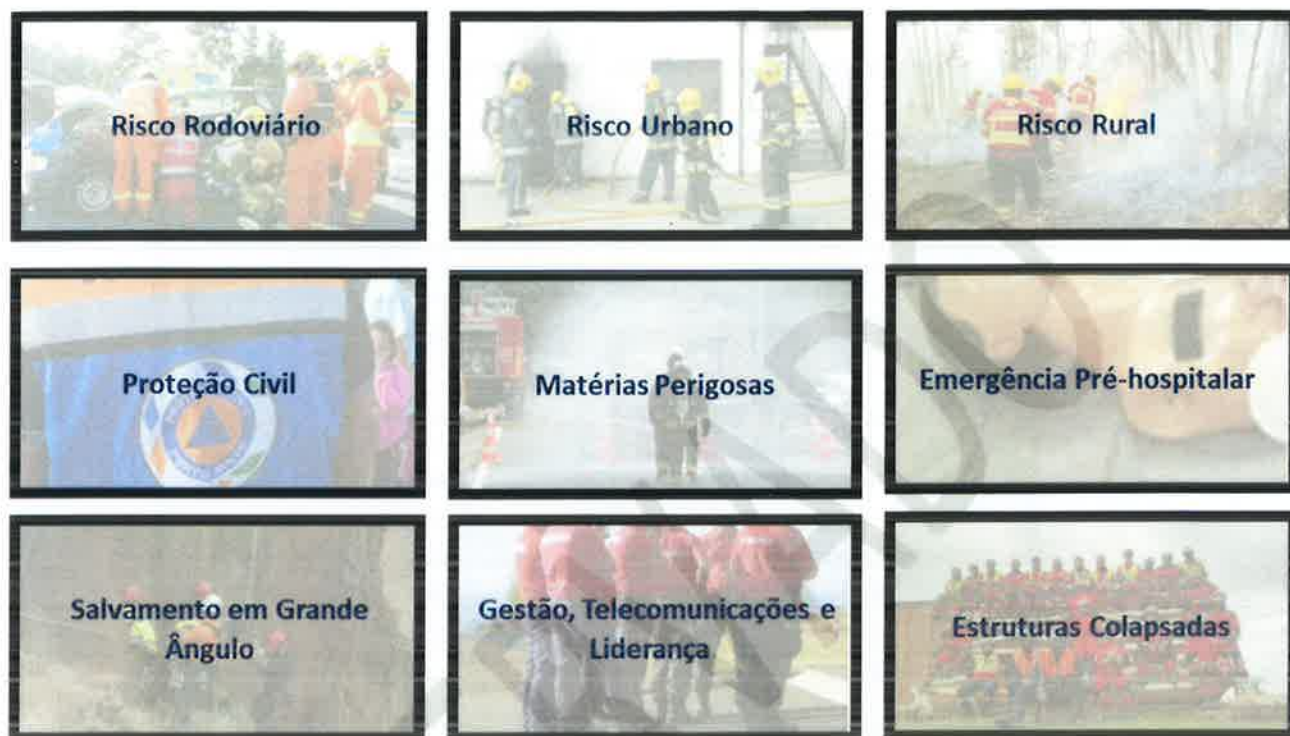 Risco Rodoviário
Risco Urbano
Risco Rural
Proteção Civil
Matérias Perigosas
Emergência Pré-hospitalar
Salvamento em Grande
Ângulo
Gestão, Telecomunicações e
Liderança
Estruturas Colapsadas